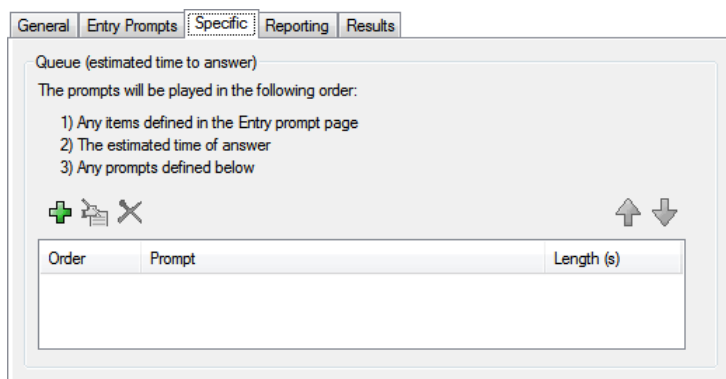 General Entry Prompts Specific Reporting Results
Queue (estimated time to answer)
The prompts will be played in the following order:
1) Any items defined in the Entry prompt page
2) The estimated time of answer
3) Any prompts defined below
Order Prompt Length (s)